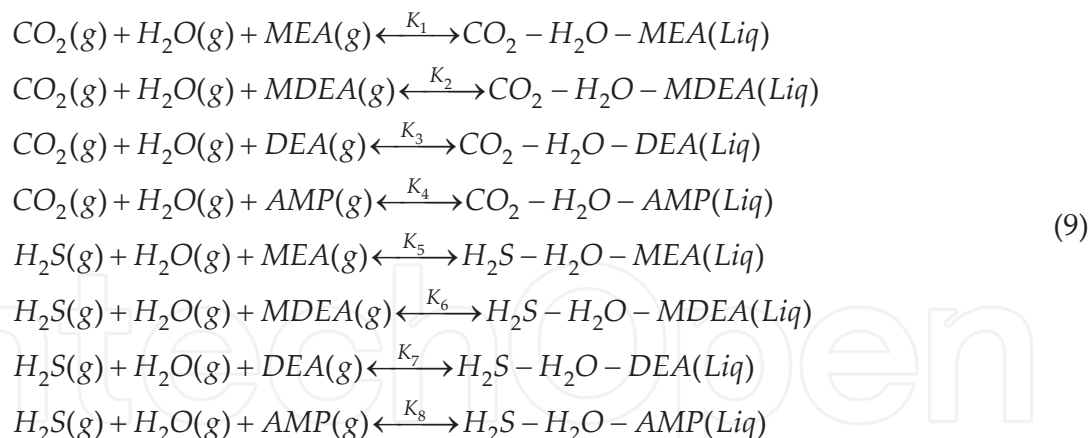 CO₂(g) + H₂O(g) + MEA(g) ⟷ K₁ CO₂ − H₂O − MEA(Liq)
CO₂(g) + H₂O(g) + MDEA(g) ⟷ K₂ CO₂ − H₂O − MDEA(Liq)
CO₂(g) + H₂O(g) + DEA(g) ⟷ K₃ CO₂ − H₂O − DEA(Liq)
CO₂(g) + H₂O(g) + AMP(g) ⟷ K₄ CO₂ − H₂O − AMP(Liq)
(9)
H₂S(g) + H₂O(g) + MEA(g) ⟷ K₅ H₂S − H₂O − MEA(Liq)
H₂S(g) + H₂O(g) + MDEA(g) ⟷ K₆ H₂S − H₂O − MDEA(Liq)
H₂S(g) + H₂O(g) + DEA(g) ⟷ K₇ H₂S − H₂O − DEA(Liq)
H₂S(g) + H₂O(g) + AMP(g) ⟷ K₈ H₂S − H₂O − AMP(Liq)
ntechOpen